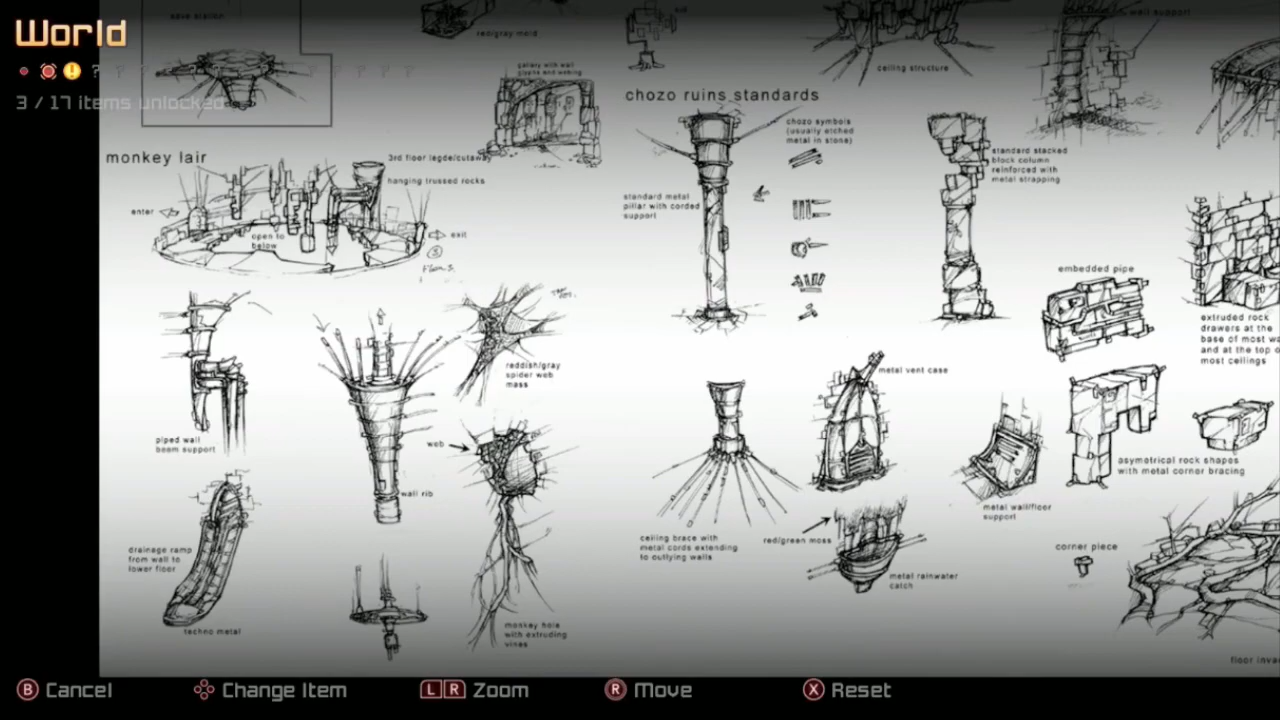 World
save station
3 / 17 items unlocked
red/gray mold
gallery with wall
glyphs and webbing
ceiling structure
wall support
chozo ruins standards
monkey lair
3rd floor legde/cutaway
hanging trussed rocks
enter
open to
below
exit
chozo symbols
(usually etched
metal in stone)
standard metal
pillar with corded
support
standard stacked
block column
reinforced with
metal strapping
embedded pipe
extruded rock
drawers at the
base of most
and at the top
most ceilings
reddish/gray
spider web
mass
piped wall
beam support
web
wall rib
metal vent case
asymetrical rock shapes
with metal corner bracing
metal wall/floor
support
drainage ramp
from wall to
lower floor
techno metal
monkey hole
with extruding
vines
ceiling brace with
metal cords extending
to outlying walls
red/green moss
metal rainwater
catch
corner piece
floor
B Cancel
Change Item
L R Zoom
R Move
X Reset